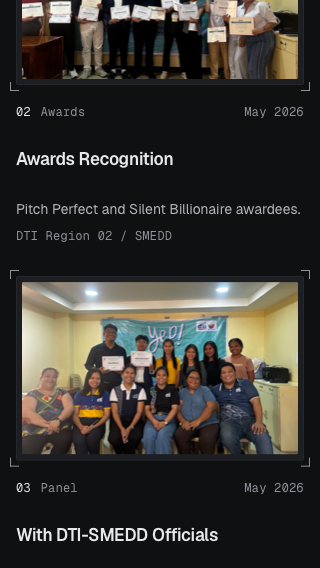 02 Awards
May 2026
Awards Recognition
Pitch Perfect and Silent Billionaire awardees.
DTI Region 02 / SMEDD
YEP!
03 Panel
May 2026
With DTI-SMEDD Officials